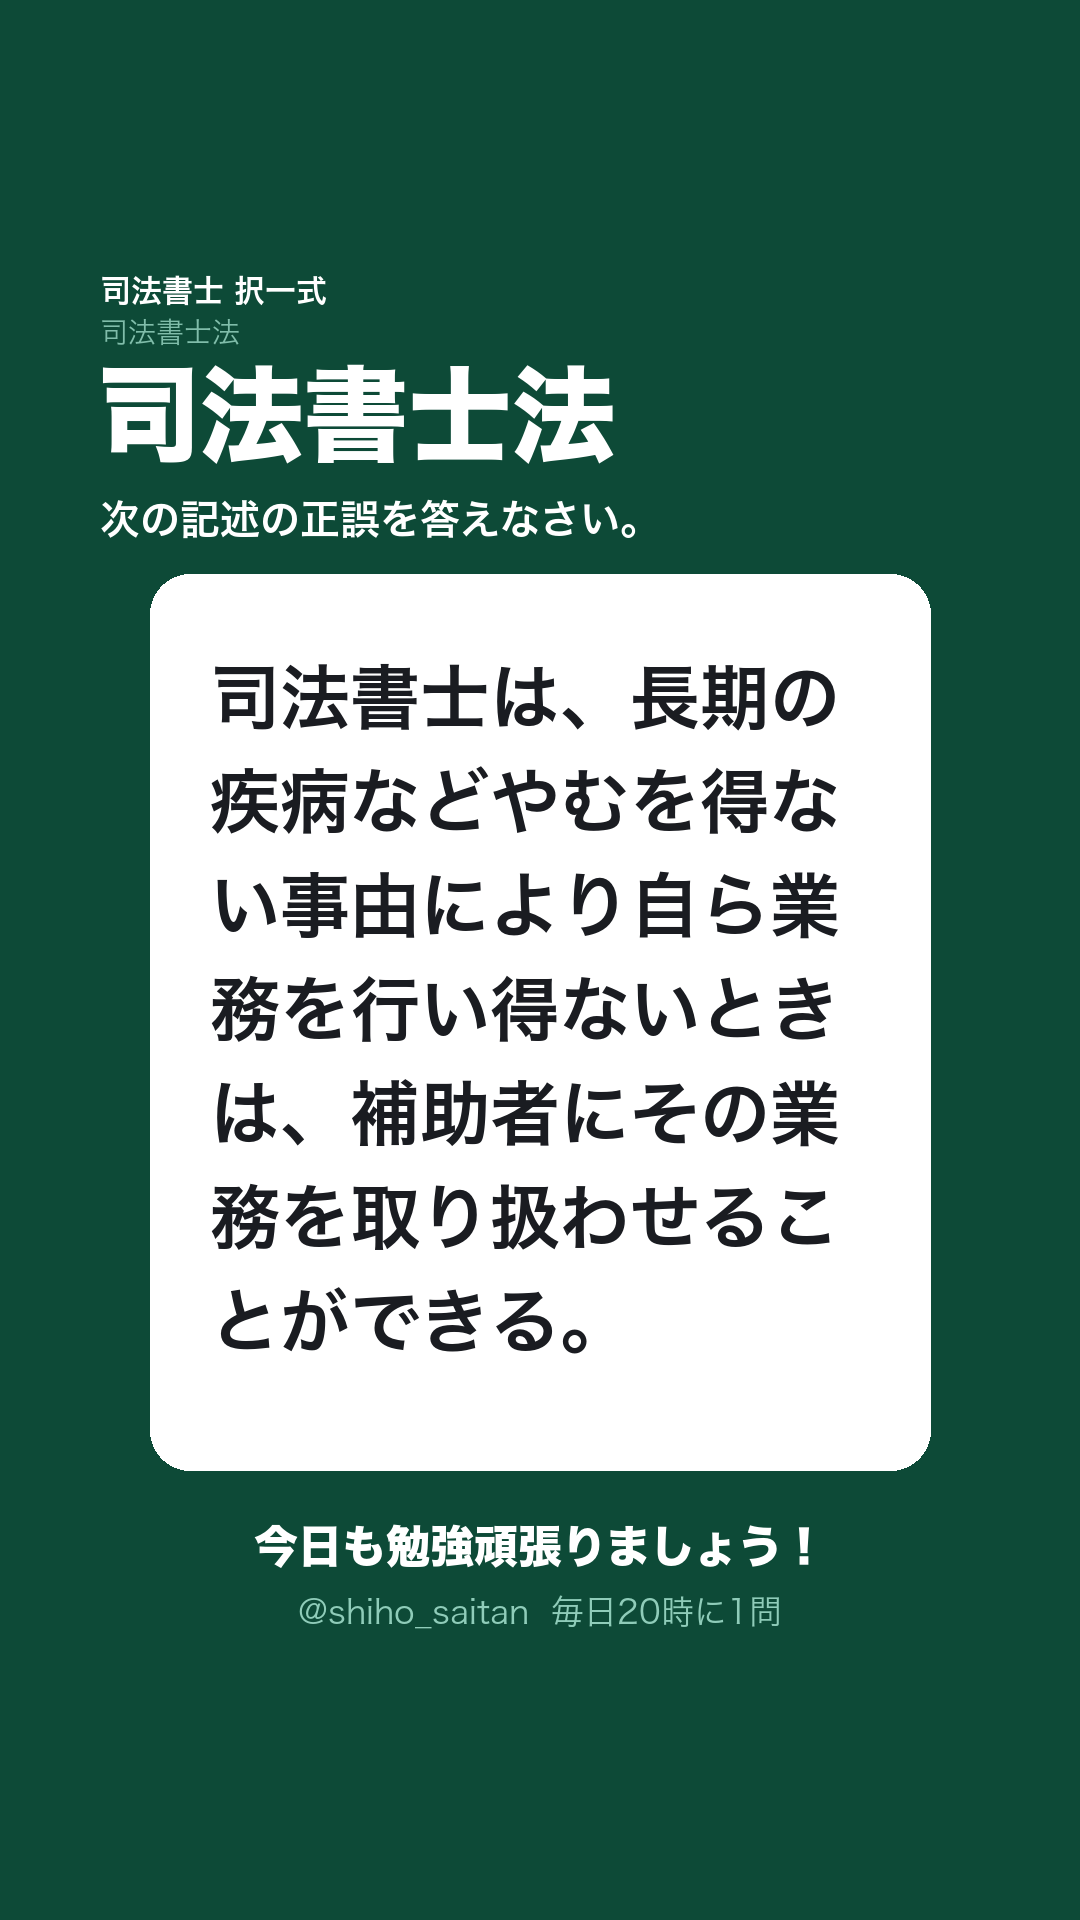 司法書士 択一式
司法書士法
司法書士法
次の記述の正誤を答えなさい。
司法書士は、長期の
疾病などやむを得な
い事由により自ら業
務を行い得ないとき
は、補助者にその業
務を取り扱わせるこ
とができる。
今日も勉強頑張りましょう！
@shiho_saitan 毎日20時に1問